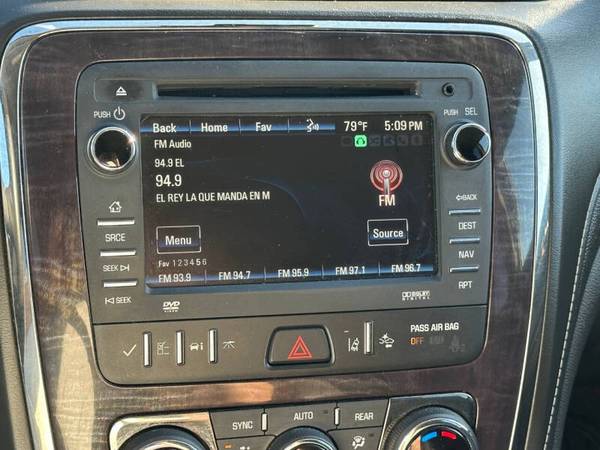 PUSH
PUSH SEL
Back Home Fav 79°F 5:09 PM
FM Audio
94.9 EL
94.9
EL REY LA QUE MANDA EN M
FM
Menu
Source
Fav 1 2 3 4 5 6
FM 93.9 FM 94.7 FM 95.9 FM 97.1 FM 96.7
SRCE
SEEK
SEEK
BACK
DEST
NAV
RPT
DVD
VIDEO
DOLBY
DIGITAL
PASS AIR BAG
OFF
SYNC
AUTO
REAR